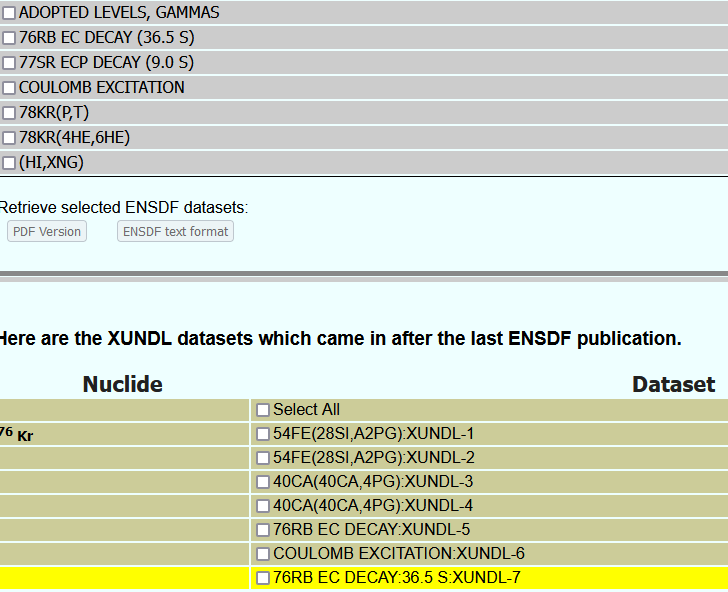 ADOPTED LEVELS, GAMMAS
76RB EC DECAY (36.5 S)
77SR ECP DECAY (9.0 S)
COULOMB EXCITATION
78KR(P,T)
78KR(4HE,6HE)
(HI,XNG)
Retrieve selected ENSDF datasets:
PDF Version ENSDF text format
Here are the XUNDL datasets which came in after the last ENSDF publication.
Nuclide Dataset
Select All
76 Kr 54FE(28SI,A2PG):XUNDL-1
54FE(28SI,A2PG):XUNDL-2
40CA(40CA,4PG):XUNDL-3
40CA(40CA,4PG):XUNDL-4
76RB EC DECAY:XUNDL-5
COULOMB EXCITATION:XUNDL-6
76RB EC DECAY:36.5 S:XUNDL-7